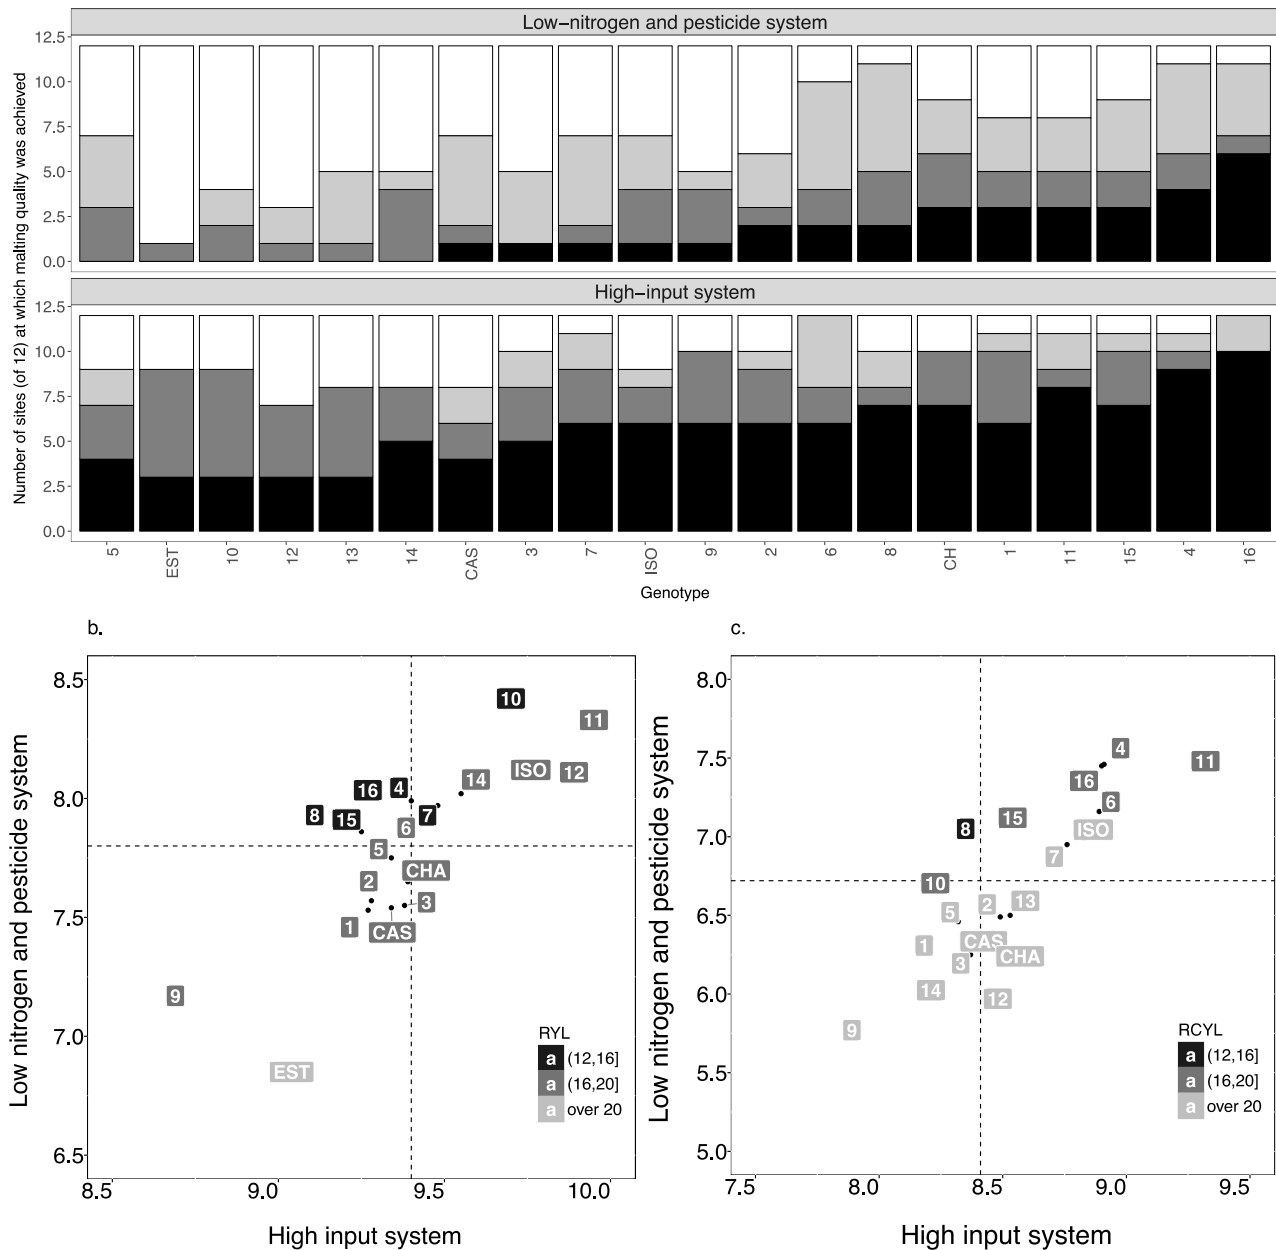 Low−nitrogen and pesticide system
12.5
10.0
7.5
5.0
2.5
0.0
Number of sites (of 12) at which malting quality was achieved
High−input system
12.5
10.0
7.5
5.0
2.5
0.0
5 EST 10 12 13 14 CAS 3 7 ISO 9 2 6 8 CH 1 11 15 4 16
Genotype
b.
8.5
8.0
7.5
7.0
6.5
Low nitrogen and pesticide system
10
11
ISO
12
14
16
4
8
15
7
6
5
CHA
2
3
1
CAS
9
EST
RYL
a (12,16]
a (16,20]
a over 20
8.5 9.0 9.5 10.0
High input system
c.
8.0
7.5
7.0
6.5
6.0
5.5
5.0
Low nitrogen and pesticide system
4
11
16
6
15
8
ISO
7
10
5
2
13
1
CAS
3
CHA
14
12
9
RCYL
a (12,16]
a (16,20]
a over 20
7.5 8.0 8.5 9.0 9.5
High input system